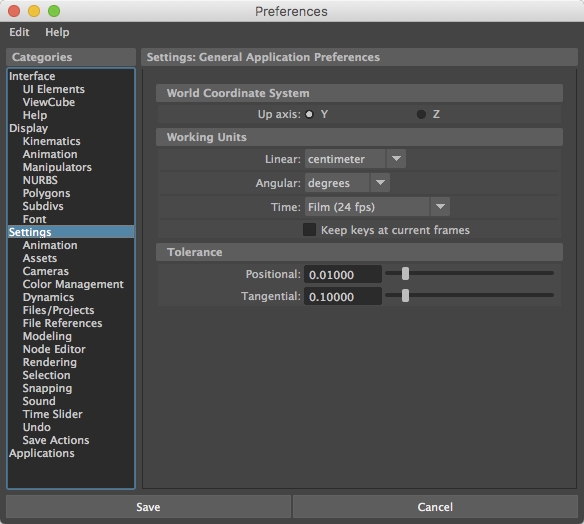 Preferences
Edit Help
Categories
Interface
UI Elements
ViewCube
Help
Display
Kinematics
Animation
Manipulators
NURBS
Polygons
Subdivs
Font
Settings
Animation
Assets
Cameras
Color Management
Dynamics
Files/Projects
File References
Modeling
Node Editor
Rendering
Selection
Snapping
Sound
Time Slider
Undo
Save Actions
Applications
Settings: General Application Preferences
World Coordinate System
Up axis: Y Z
Working Units
Linear: centimeter
Angular: degrees
Time: Film (24 fps)
Keep keys at current frames
Tolerance
Positional: 0.01000
Tangential: 0.10000
Save Cancel